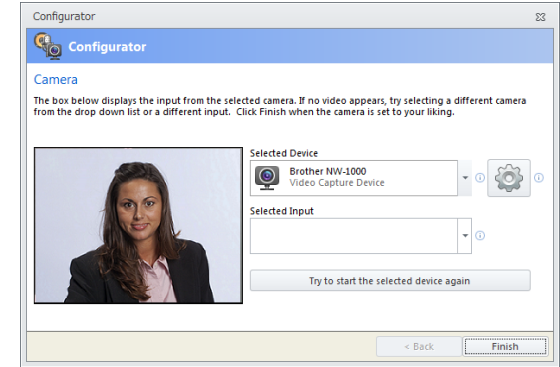 Configurator
Configurator
Camera
The box below displays the input from the selected camera. If no video appears, try selecting a different camera
from the drop down list or a different input.  Click Finish when the camera is set to your liking.
Selected Device
Brother NW-1000
Video Capture Device
Selected Input
Try to start the selected device again
< Back
Finish